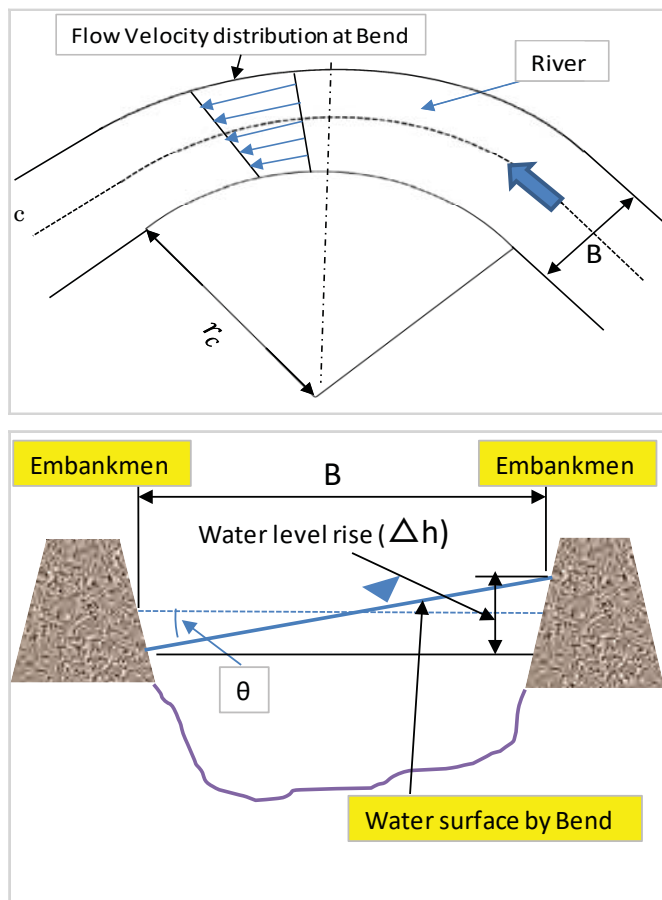 Flow Velocity distribution at Bend
River
c
B
r_c
Embankmen
Embankmen
B
Water level rise (△h)
θ
Water surface by Bend